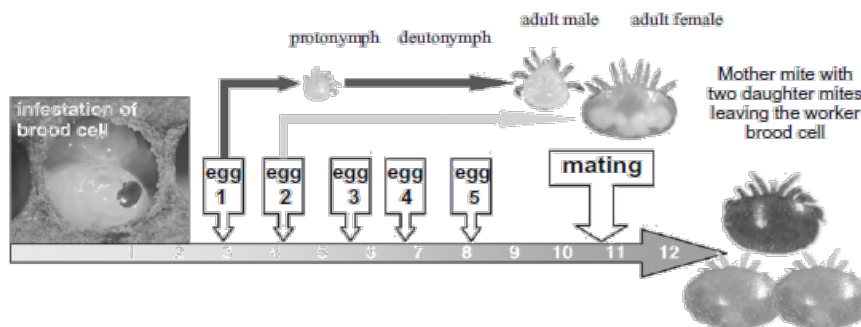 protonymph
deutonymph
adult male
adult female
infestation of
brood cell
Mother mite with
two daughter mites
leaving the worker
brood cell
egg
1
egg
2
egg
3
egg
4
egg
5
mating
1 2 3 4 5 6 7 8 9 10 11 12